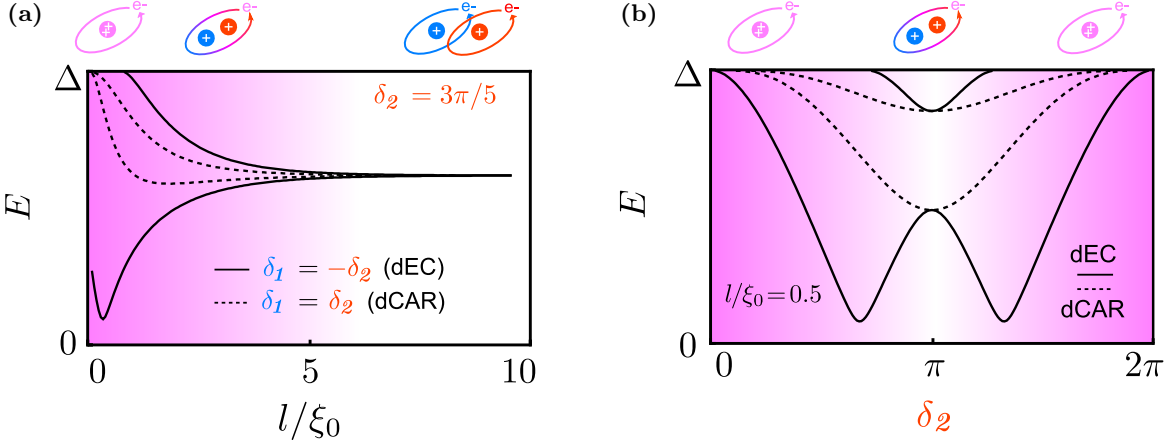 (a)
e-
e-
e-
e-
+
+
+
+
+
+
Δ
δ2 = 3π/5
E
δ1 = −δ2 (dEC)
δ1 = δ2 (dCAR)
0
0
5
10
l/ξ0
(b)
e-
e-
e-
+
+
+
+
+
+
Δ
E
dEC
dCAR
l/ξ0=0.5
0
0
π
2π
δ2